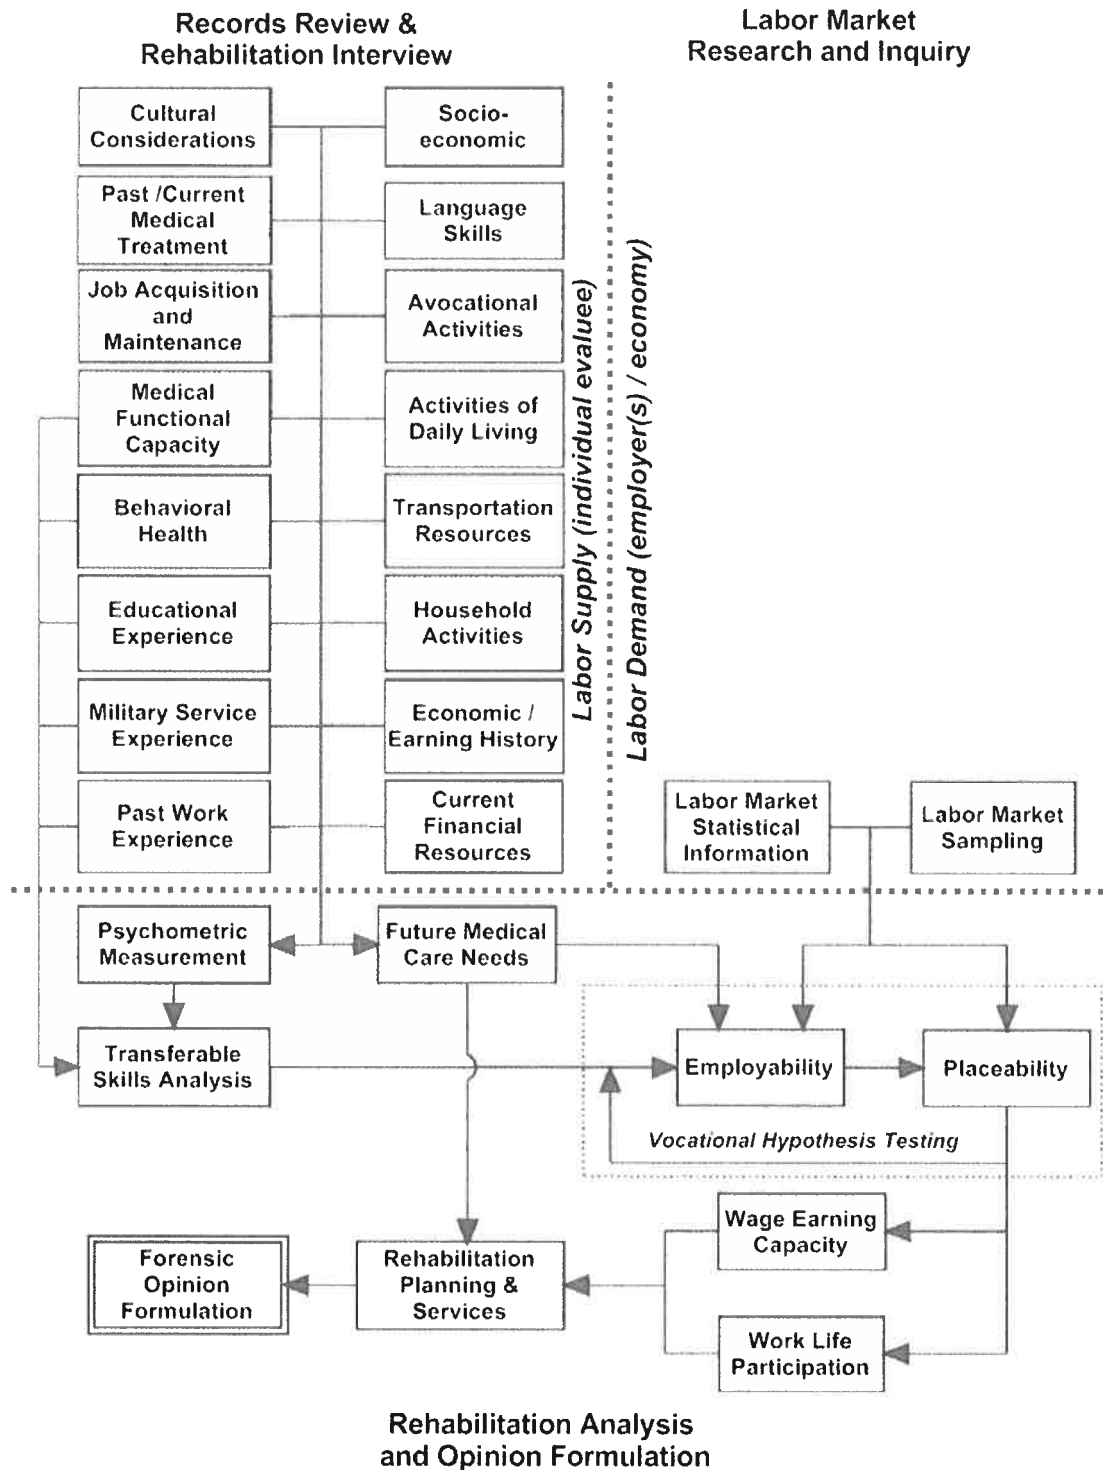 Records Review &
Rehabilitation Interview
Labor Market
Research and Inquiry
Cultural
Considerations
Socio-
economic
Past /Current
Medical
Treatment
Language
Skills
Job Acquisition
and
Maintenance
Avocational
Activities
Medical
Functional
Capacity
Activities of
Daily Living
Behavioral
Health
Transportation
Resources
Educational
Experience
Household
Activities
Military Service
Experience
Economic /
Earning History
Past Work
Experience
Current
Financial
Resources
Labor Supply (individual evaluee)
Labor Demand (employer(s) / economy)
Labor Market
Statistical
Information
Labor Market
Sampling
Psychometric
Measurement
Future Medical
Care Needs
Transferable
Skills Analysis
Employability
Placeability
Vocational Hypothesis Testing
Wage Earning
Capacity
Forensic
Opinion
Formulation
Rehabilitation
Planning &
Services
Work Life
Participation
Rehabilitation Analysis
and Opinion Formulation